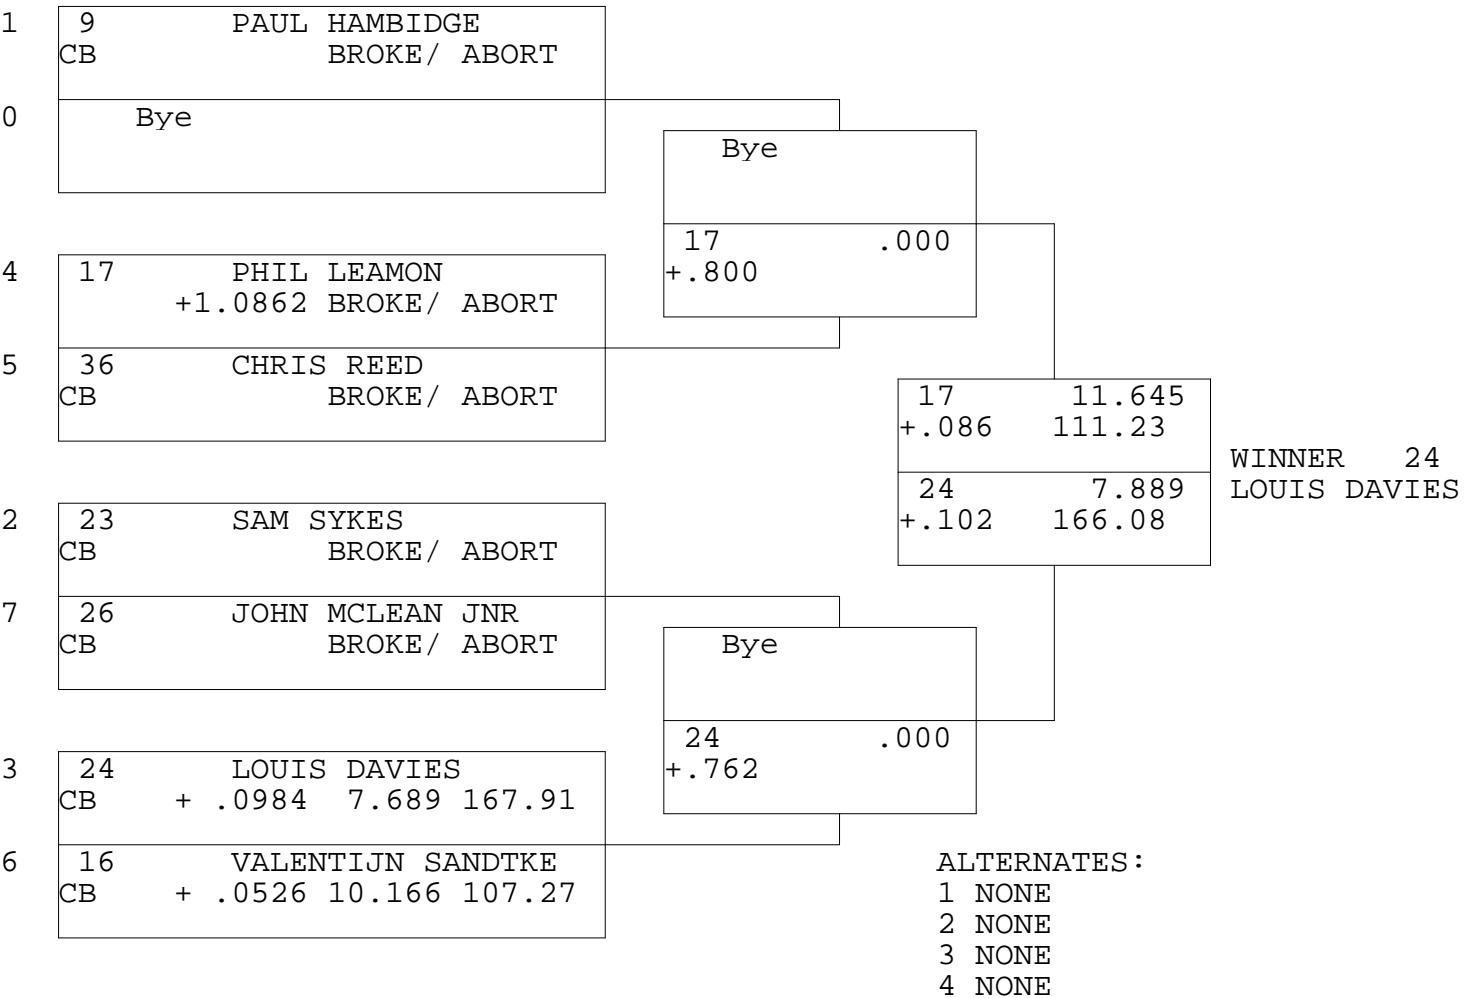 1 9 PAUL HAMBIDGE
CB BROKE/ ABORT
0 Bye
Bye
17 .000
+.800
4 17 PHIL LEAMON
+1.0862 BROKE/ ABORT
5 36 CHRIS REED
CB BROKE/ ABORT
17 11.645
+.086 111.23
24 7.889
+.102 166.08
WINNER 24
LOUIS DAVIES
2 23 SAM SYKES
CB BROKE/ ABORT
7 26 JOHN MCLEAN JNR
CB BROKE/ ABORT
Bye
24 .000
+.762
3 24 LOUIS DAVIES
CB + .0984 7.689 167.91
6 16 VALENTIJN SANDTKE
CB + .0526 10.166 107.27
ALTERNATES:
1 NONE
2 NONE
3 NONE
4 NONE